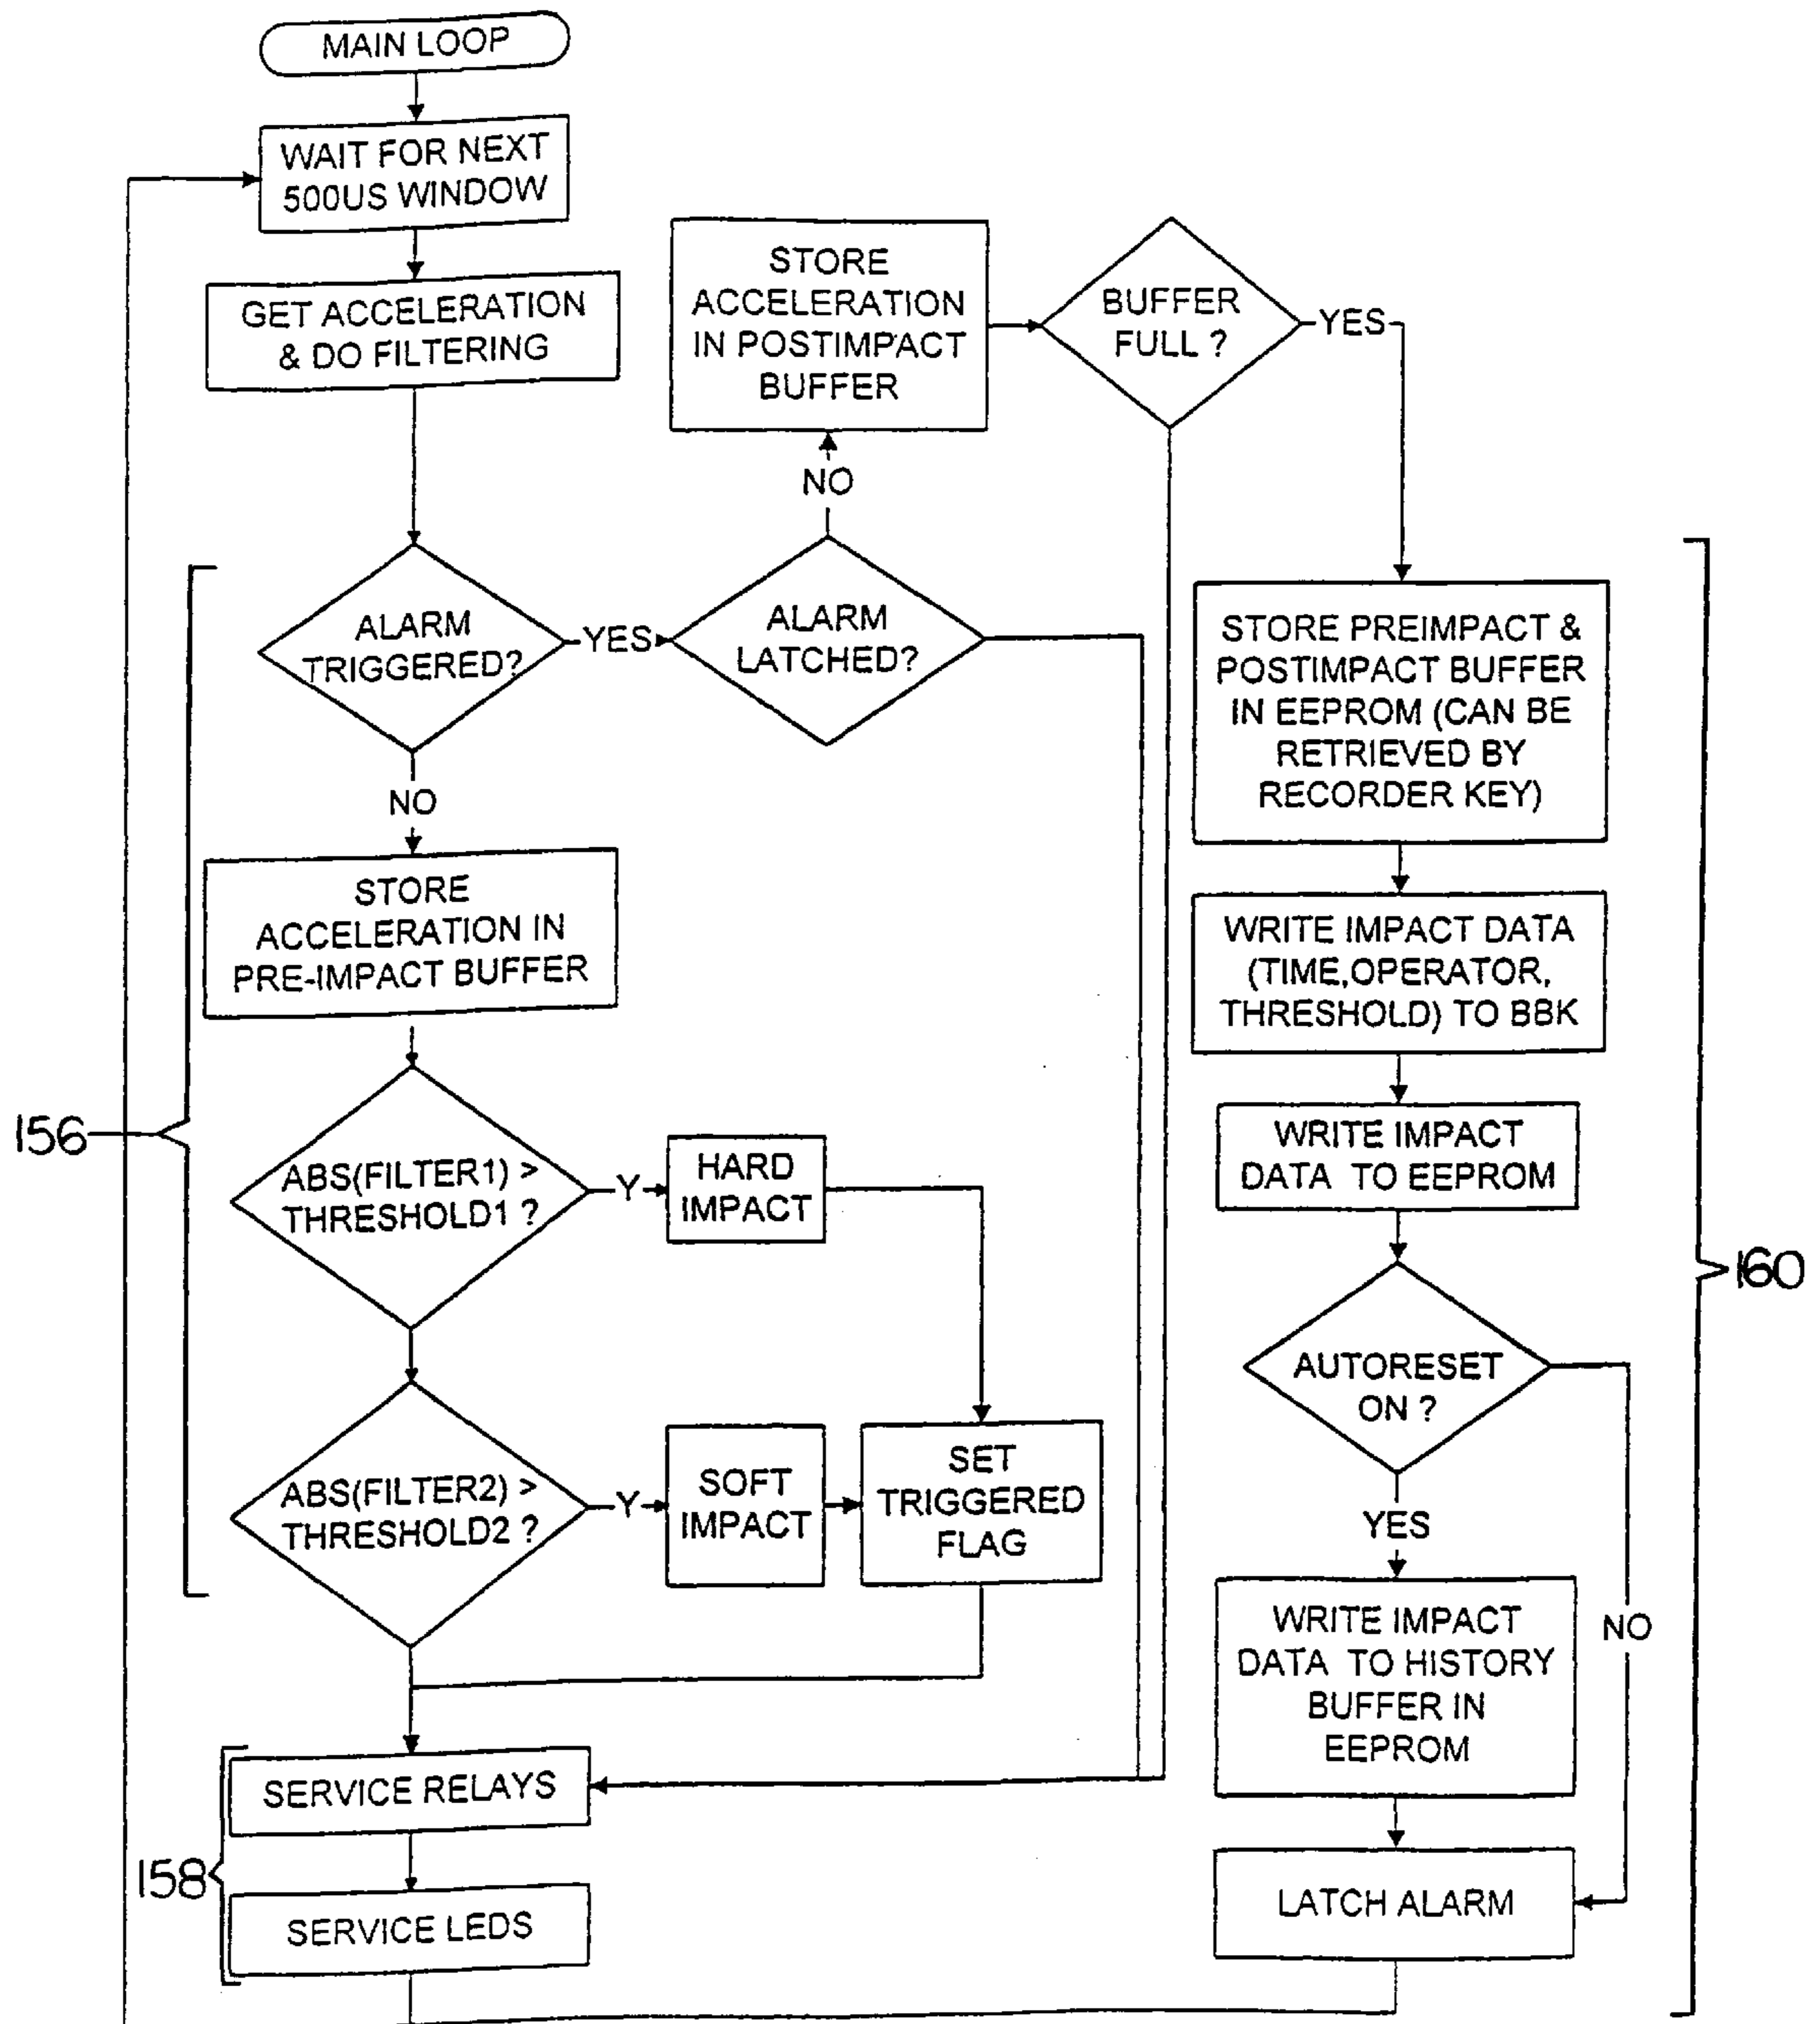 MAIN LOOP
WAIT FOR NEXT
500US WINDOW
GET ACCELERATION
& DO FILTERING
STORE
ACCELERATION
IN POSTIMPACT
BUFFER
BUFFER
FULL ?
YES
NO
ALARM
TRIGGERED?
YES
ALARM
LATCHED?
NO
STORE
ACCELERATION IN
PRE-IMPACT BUFFER
156
ABS(FILTER1) >
THRESHOLD1 ?
Y
HARD
IMPACT
ABS(FILTER2) >
THRESHOLD2 ?
Y
SOFT
IMPACT
SET
TRIGGERED
FLAG
SERVICE RELAYS
158
SERVICE LEDS
STORE PREIMPACT &
POSTIMPACT BUFFER
IN EEPROM (CAN BE
RETRIEVED BY
RECORDER KEY)
WRITE IMPACT DATA
(TIME,OPERATOR,
THRESHOLD) TO BBK
WRITE IMPACT
DATA TO EEPROM
160
AUTORESET
ON ?
YES
NO
WRITE IMPACT
DATA TO HISTORY
BUFFER IN
EEPROM
LATCH ALARM